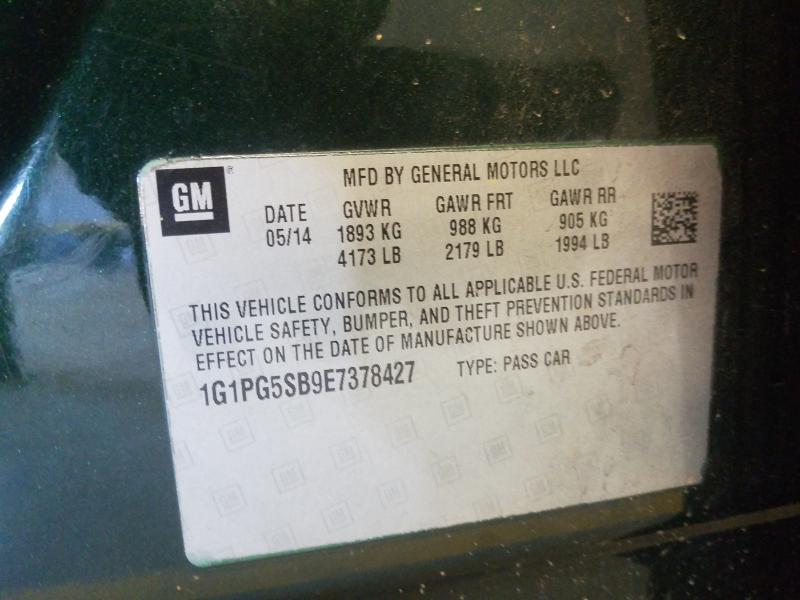 GM
®
MFD BY GENERAL MOTORS LLC
DATE GVWR GAWR FRT GAWR RR
05/14 1893 KG 988 KG 905 KG
4173 LB 2179 LB 1994 LB
THIS VEHICLE CONFORMS TO ALL APPLICABLE U.S. FEDERAL MOTOR
VEHICLE SAFETY, BUMPER, AND THEFT PREVENTION STANDARDS IN
EFFECT ON THE DATE OF MANUFACTURE SHOWN ABOVE.
1G1PG5SB9E7378427 TYPE: PASS CAR